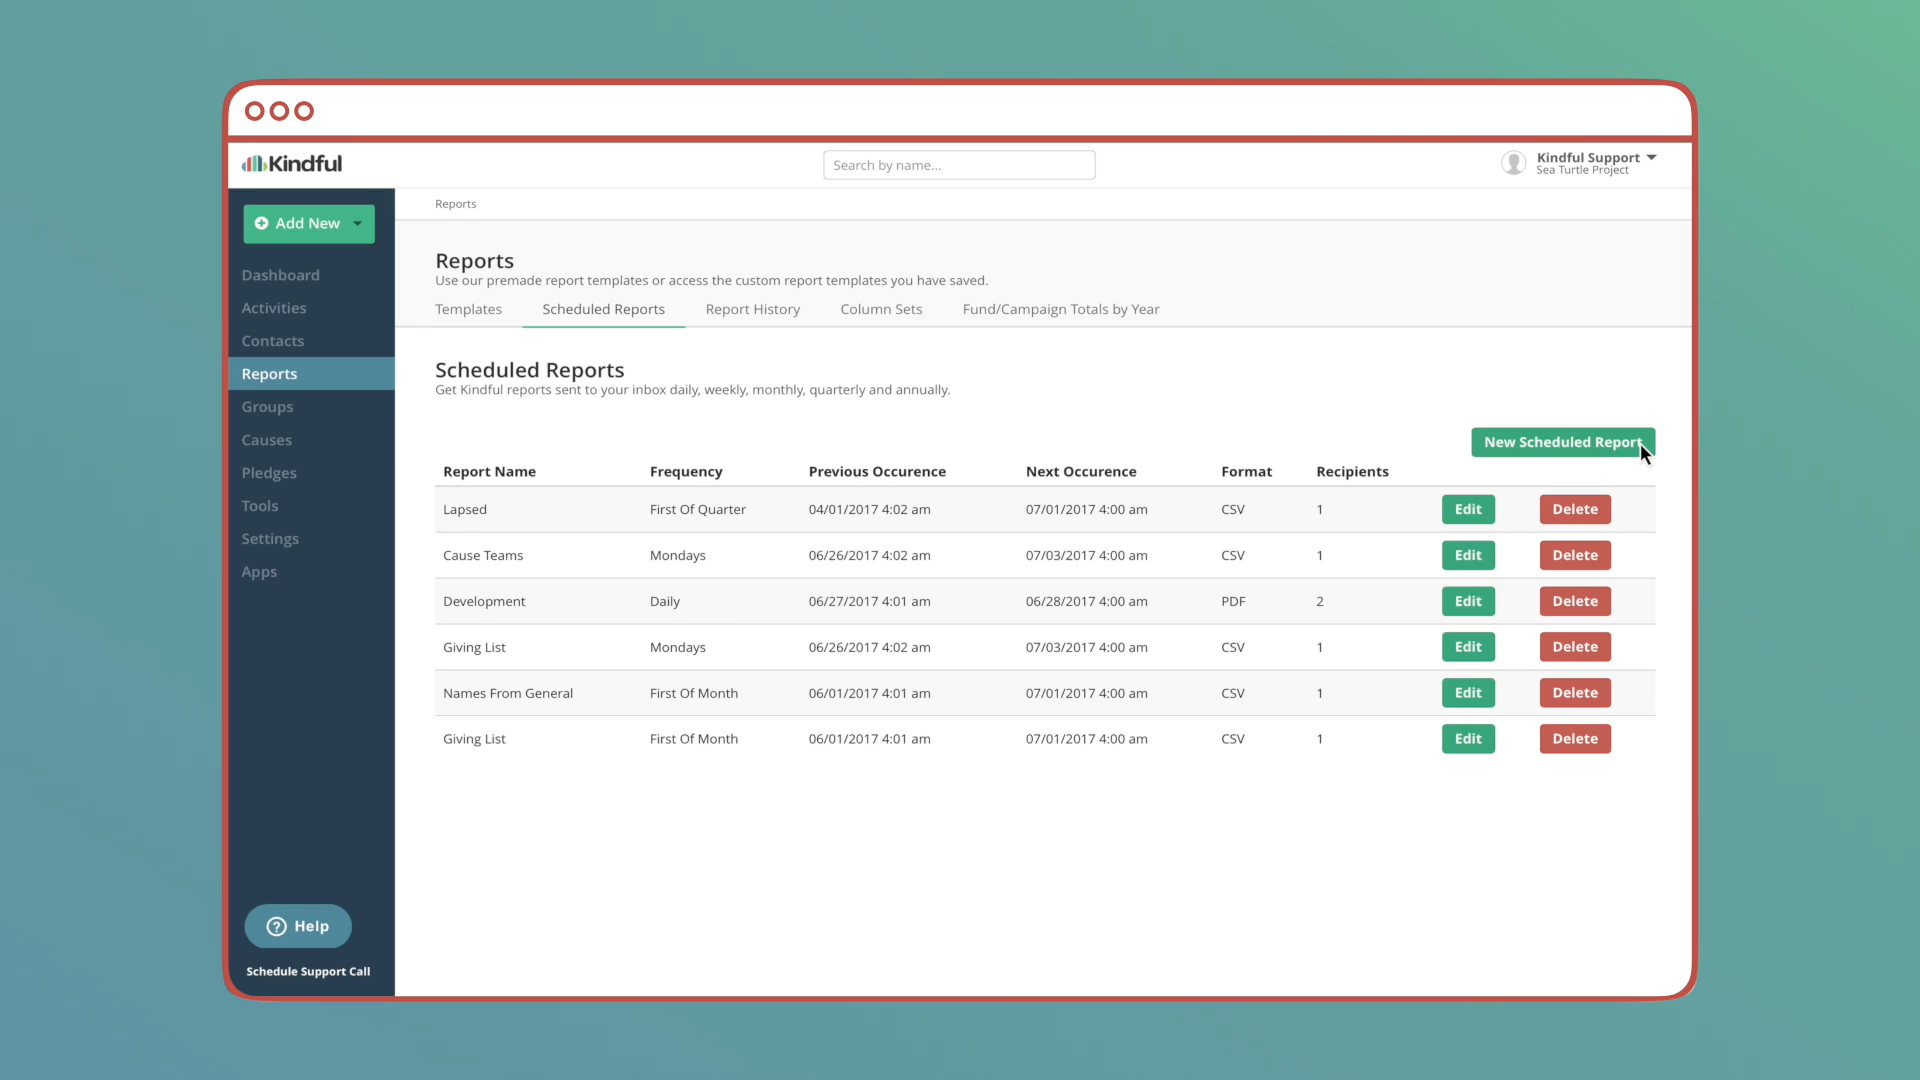 Kindful
Search by name...
Kindful Support
Sea Turtle Project
Add New
Dashboard
Activities
Contacts
Reports
Groups
Causes
Pledges
Tools
Settings
Apps
Help
Schedule Support Call
Reports
Reports
Use our premade report templates or access the custom report templates you have saved.
Templates Scheduled Reports Report History Column Sets Fund/Campaign Totals by Year
Scheduled Reports
Get Kindful reports sent to your inbox daily, weekly, monthly, quarterly and annually.
New Scheduled Report
Report Name Frequency Previous Occurence Next Occurence Format Recipients
Lapsed First Of Quarter 04/01/2017 4:02 am 07/01/2017 4:00 am CSV 1 Edit Delete
Cause Teams Mondays 06/26/2017 4:02 am 07/03/2017 4:00 am CSV 1 Edit Delete
Development Daily 06/27/2017 4:01 am 06/28/2017 4:00 am PDF 2 Edit Delete
Giving List Mondays 06/26/2017 4:02 am 07/03/2017 4:00 am CSV 1 Edit Delete
Names From General First Of Month 06/01/2017 4:01 am 07/01/2017 4:00 am CSV 1 Edit Delete
Giving List First Of Month 06/01/2017 4:01 am 07/01/2017 4:00 am CSV 1 Edit Delete